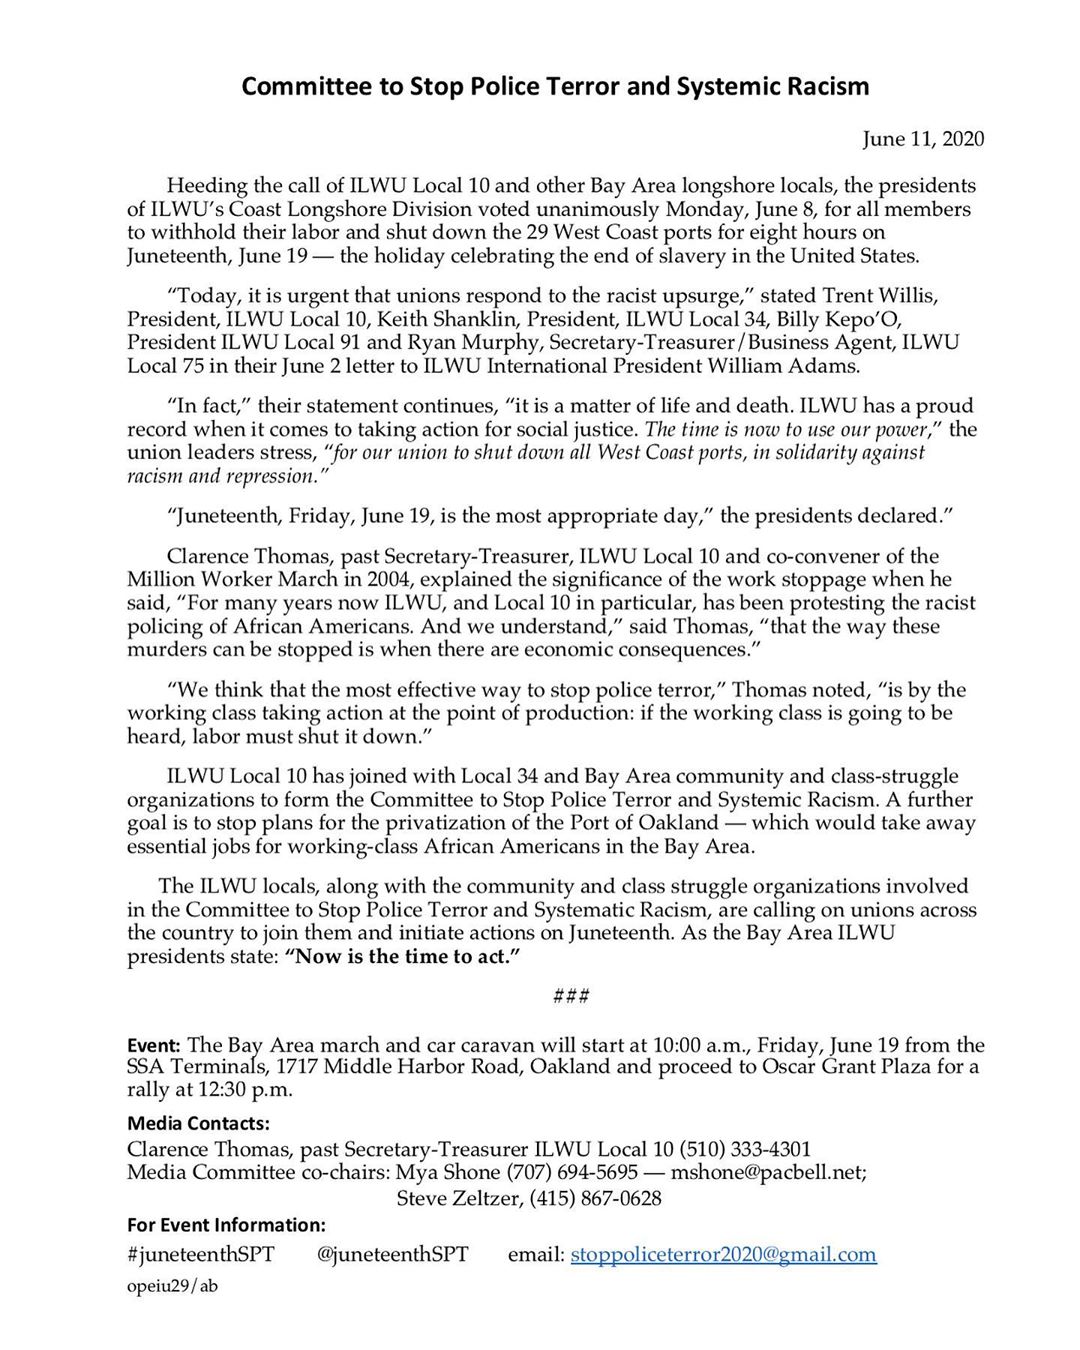 Committee to Stop Police Terror and Systemic Racism
June 11, 2020
Heeding the call of ILWU Local 10 and other Bay Area longshore locals, the presidents
of ILWU’s Coast Longshore Division voted unanimously Monday, June 8, for all members
to withhold their labor and shut down the 29 West Coast ports for eight hours on
Juneteenth, June 19 — the holiday celebrating the end of slavery in the United States.
“Today, it is urgent that unions respond to the racist upsurge,” stated Trent Willis,
President, ILWU Local 10, Keith Shanklin, President, ILWU Local 34, Billy Kepo’O,
President ILWU Local 91 and Ryan Murphy, Secretary-Treasurer/Business Agent, ILWU
Local 75 in their June 2 letter to ILWU International President William Adams.
“In fact,” their statement continues, “it is a matter of life and death. ILWU has a proud
record when it comes to taking action for social justice. The time is now to use our power,” the
union leaders stress, “for our union to shut down all West Coast ports, in solidarity against
racism and repression.”
“Juneteenth, Friday, June 19, is the most appropriate day,” the presidents declared.”
Clarence Thomas, past Secretary-Treasurer, ILWU Local 10 and co-convener of the
Million Worker March in 2004, explained the significance of the work stoppage when he
said, “For many years now ILWU, and Local 10 in particular, has been protesting the racist
policing of African Americans. And we understand,” said Thomas, “that the way these
murders can be stopped is when there are economic consequences.”
“We think that the most effective way to stop police terror,” Thomas noted, “is by the
working class taking action at the point of production: if the working class is going to be
heard, labor must shut it down.”
ILWU Local 10 has joined with Local 34 and Bay Area community and class-struggle
organizations to form the Committee to Stop Police Terror and Systemic Racism. A further
goal is to stop plans for the privatization of the Port of Oakland — which would take away
essential jobs for working-class African Americans in the Bay Area.
The ILWU locals, along with the community and class struggle organizations involved
in the Committee to Stop Police Terror and Systematic Racism, are calling on unions across
the country to join them and initiate actions on Juneteenth. As the Bay Area ILWU
presidents state: “Now is the time to act.”
###
Event: The Bay Area march and car caravan will start at 10:00 a.m., Friday, June 19 from the
SSA Terminals, 1717 Middle Harbor Road, Oakland and proceed to Oscar Grant Plaza for a
rally at 12:30 p.m.
Media Contacts:
Clarence Thomas, past Secretary-Treasurer ILWU Local 10 (510) 333-4301
Media Committee co-chairs: Mya Shone (707) 694-5695 — mshone@pacbell.net;
Steve Zeltzer, (415) 867-0628
For Event Information:
#juneteenthSPT @juneteenthSPT email: stoppoliceterror2020@gmail.com
opeiu29/ab